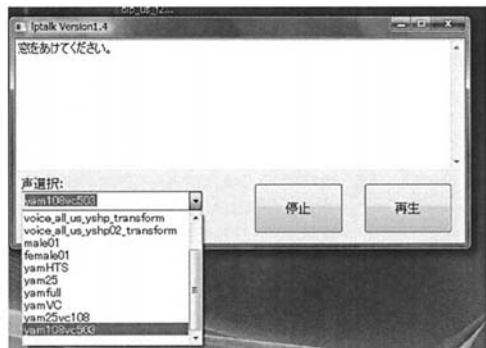 lptalk Version1.4
窓をあけてください。
声選択:
yam108vc503
停止
再生
voice_all_us_yshp_transform
voice_all_us_yshp02_transform
male01
female01
yamHTS
yam25
yamfull
yamVC
yam25vc108
yam108vc503